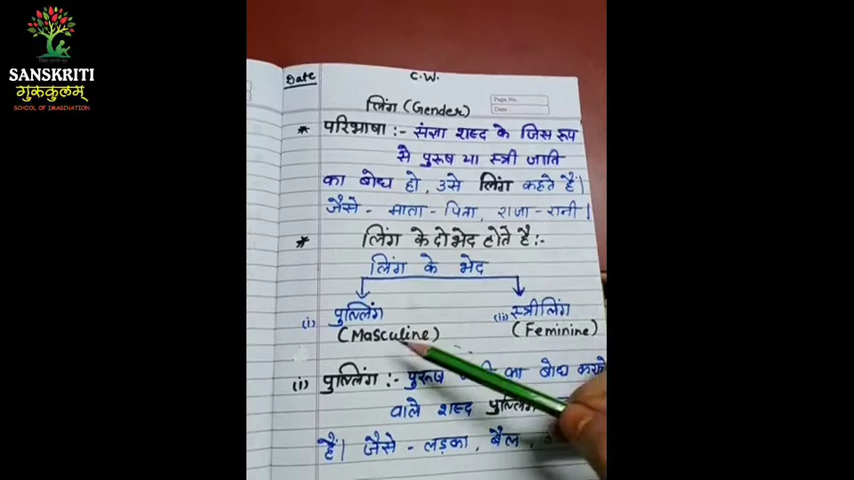 SANSKRITI
गुरुकुलम्
SCHOOL OF IMAGINATION
Date
C.W.
Page No.
Date
लिंग (Gender)
* परिभाषा :- संज्ञा शब्द के जिस रूप
से पुरूष या स्त्री जाति
का बोध हो, उसे लिंग कहते हैं|
जैसे - माता - पिता, राजा - रानी |
* लिंग के दो भेद होते है :-
लिंग के भेद
(i) पुल्लिंग (ii) स्त्रीलिंग
(Masculine) (Feminine)
(i) पुल्लिंग :- पुरूष का बोध कराने
वाले शब्द पुल्लिंग
हैं| जैसे - लड़का, बैल,